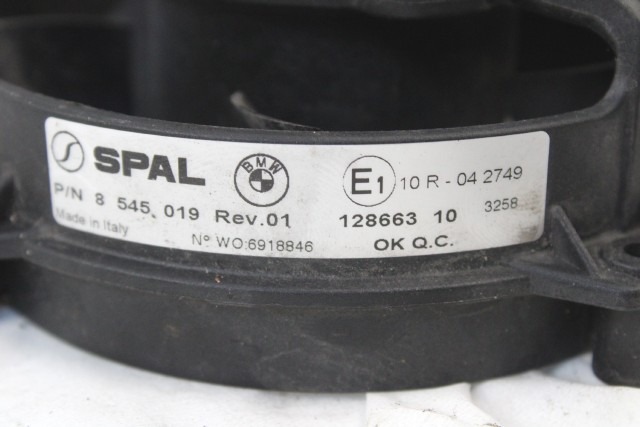 SPAL BMW E1 10 R - 04 2749
P/N 8 545.019 Rev.01 128663 10 3258
Made in Italy N° WO:6918846 OK Q.C.